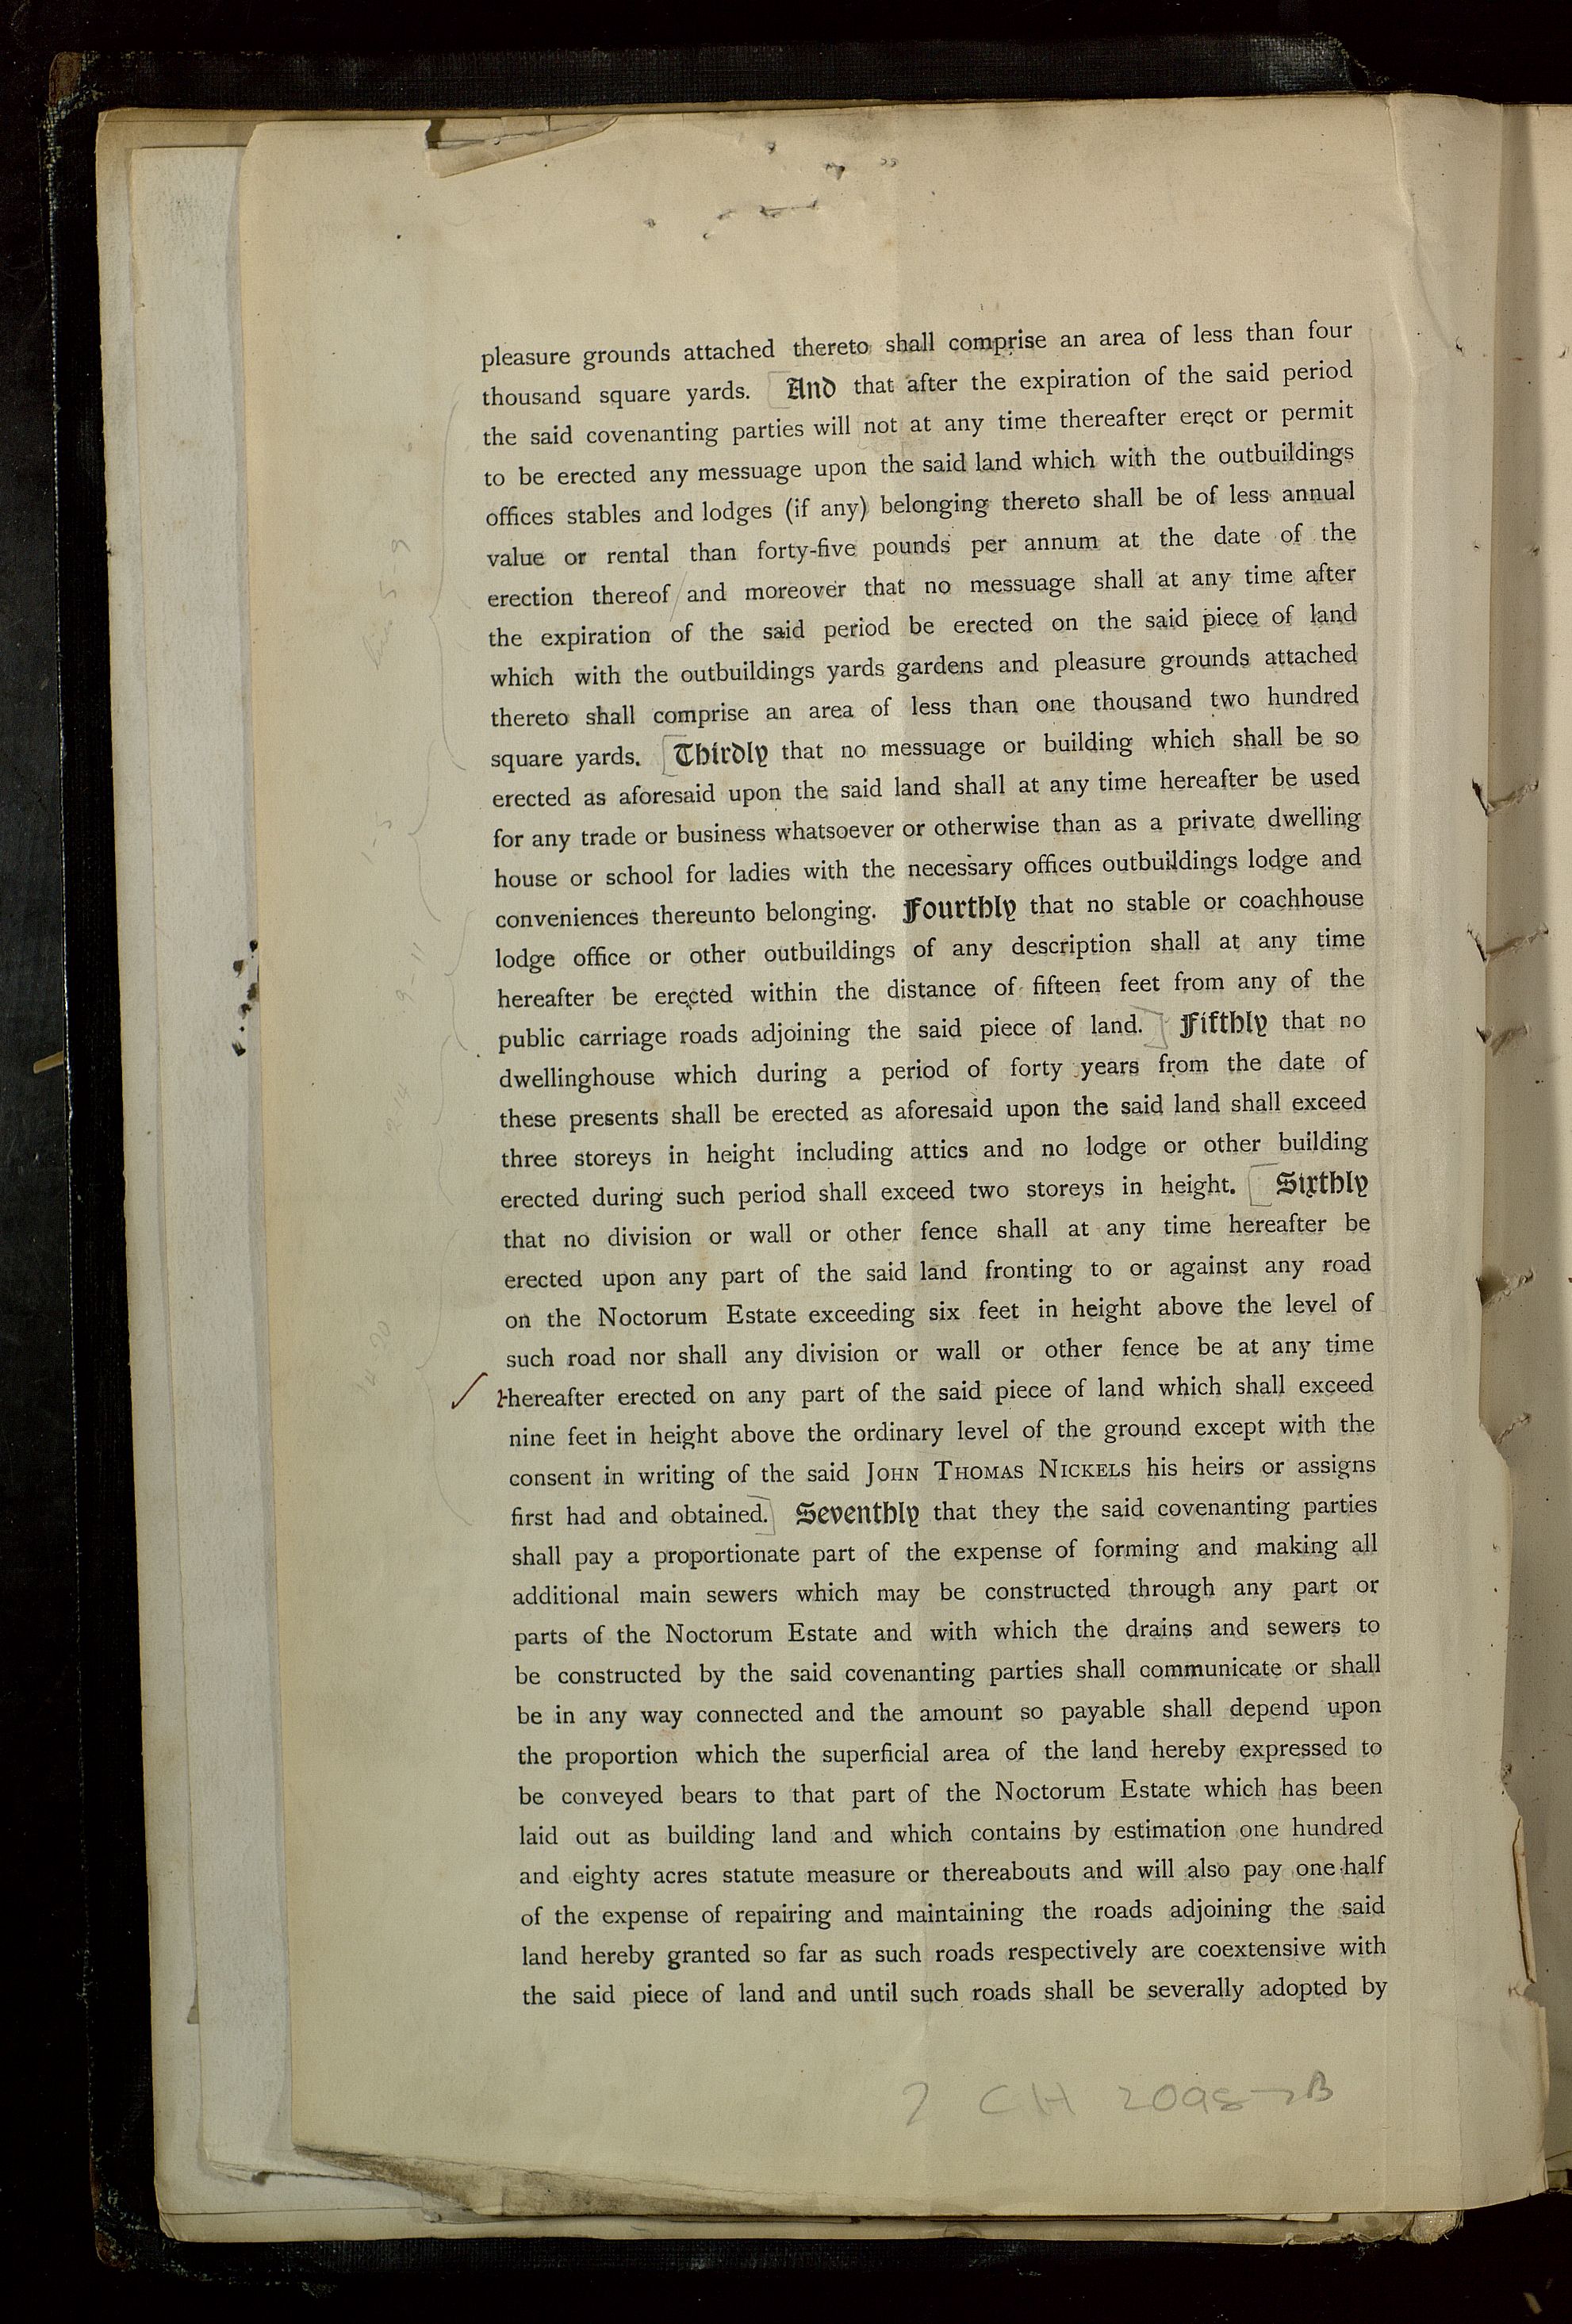 pleasure grounds attached thereto shall comprise an area of less than four
thousand square yards. [And that after the expiration of the said period
the said covenanting parties will not at any time thereafter erect or permit
to be erected any messuage upon the said land which with the outbuildings
offices stables and lodges (if any) belonging thereto shall be of less annual
value or rental than forty-five pounds per annum at the date of the
erection thereof / and moreover that no messuage shall at any time after
the expiration of the said period be erected on the said piece of land
which with the outbuildings yards gardens and pleasure grounds attached
thereto shall comprise an area of less than one thousand two hundred
square yards. [Thirdly that no messuage or building which shall be so
erected as aforesaid upon the said land shall at any time hereafter be used
for any trade or business whatsoever or otherwise than as a private dwelling
house or school for ladies with the necessary offices outbuildings lodge and
conveniences thereunto belonging. Fourthly that no stable or coachhouse
lodge office or other outbuildings of any description shall at any time
hereafter be erected within the distance of fifteen feet from any of the
public carriage roads adjoining the said piece of land.] Fifthly that no
dwellinghouse which during a period of forty years from the date of
these presents shall be erected as aforesaid upon the said land shall exceed
three storeys in height including attics and no lodge or other building
erected during such period shall exceed two storeys in height. [Sixthly
that no division or wall or other fence shall at any time hereafter be
erected upon any part of the said land fronting to or against any road
on the Noctorum Estate exceeding six feet in height above the level of
such road nor shall any division or wall or other fence be at any time
✓ thereafter erected on any part of the said piece of land which shall exceed
nine feet in height above the ordinary level of the ground except with the
consent in writing of the said JOHN THOMAS NICKELS his heirs or assigns
first had and obtained.] Seventhly that they the said covenanting parties
shall pay a proportionate part of the expense of forming and making all
additional main sewers which may be constructed through any part or
parts of the Noctorum Estate and with which the drains and sewers to
be constructed by the said covenanting parties shall communicate or shall
be in any way connected and the amount so payable shall depend upon
the proportion which the superficial area of the land hereby expressed to
be conveyed bears to that part of the Noctorum Estate which has been
laid out as building land and which contains by estimation one hundred
and eighty acres statute measure or thereabouts and will also pay one-half
of the expense of repairing and maintaining the roads adjoining the said
land hereby granted so far as such roads respectively are coextensive with
the said piece of land and until such roads shall be severally adopted by
CH